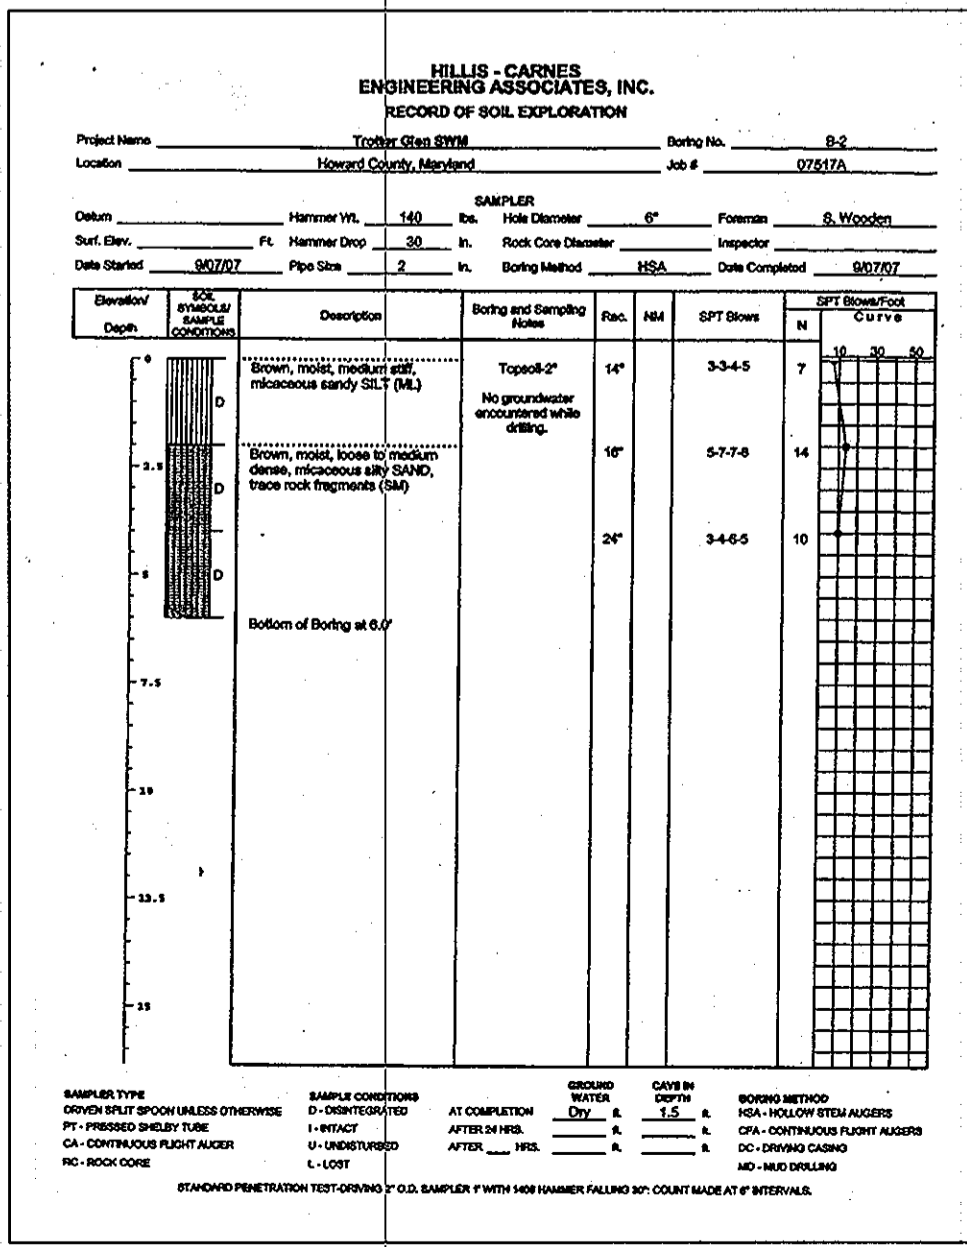 HILLIS - CARNES
ENGINEERING ASSOCIATES, INC.
RECORD OF SOIL EXPLORATION
Project Name Trotter Glen SWM Boring No. B-2
Location Howard County, Maryland Job # 07517A
SAMPLER
Datum Hammer Wt. 140 lbs. Hole Diameter 6" Foreman S. Wooden
Surf. Elev. Ft. Hammer Drop 30 in. Rock Core Diameter Inspector
Date Started 9/07/07 Pipe Size 2 in. Boring Method HSA Date Completed 9/07/07
Elevation/ Depth
SOIL SYMBOLS/ SAMPLE CONDITIONS
Description
Boring and Sampling Notes
Rec.
NM
SPT Blows
SPT Blows/Foot
N
Curve
10 30 50
0
Brown, moist, medium stiff, Topsoil-2" 14" 3-3-4-5 7
micaceous sandy SILT (ML)
D
No groundwater
encountered while
drilling.
Brown, moist, loose to medium 16" 5-7-7-8 14
2.5
dense, micaceous silty SAND,
trace rock fragments (SM)
D
24" 3-4-6-5 10
5
D
Bottom of Boring at 6.0'
7.5
15
SAMPLER TYPE
DRIVEN SPLIT SPOON UNLESS OTHERWISE
PT - PRESSED SHELBY TUBE
CA - CONTINUOUS FLIGHT AUGER
RC - ROCK CORE
SAMPLE CONDITIONS
D - DISINTEGRATED
I - INTACT
U - UNDISTURBED
L - LOST
GROUND WATER
CAVE IN DEPTH
AT COMPLETION Dry ft. 1.5 ft.
AFTER 24 HRS. ft. ft.
AFTER HRS. ft. ft.
BORING METHOD
HSA - HOLLOW STEM AUGERS
CFA - CONTINUOUS FLIGHT AUGERS
DC - DRIVING CASING
MD - MUD DRILLING
STANDARD PENETRATION TEST-DRIVING 2" O.D. SAMPLER 1' WITH HAMMER FALLING 30": COUNT MADE AT 6" INTERVALS.